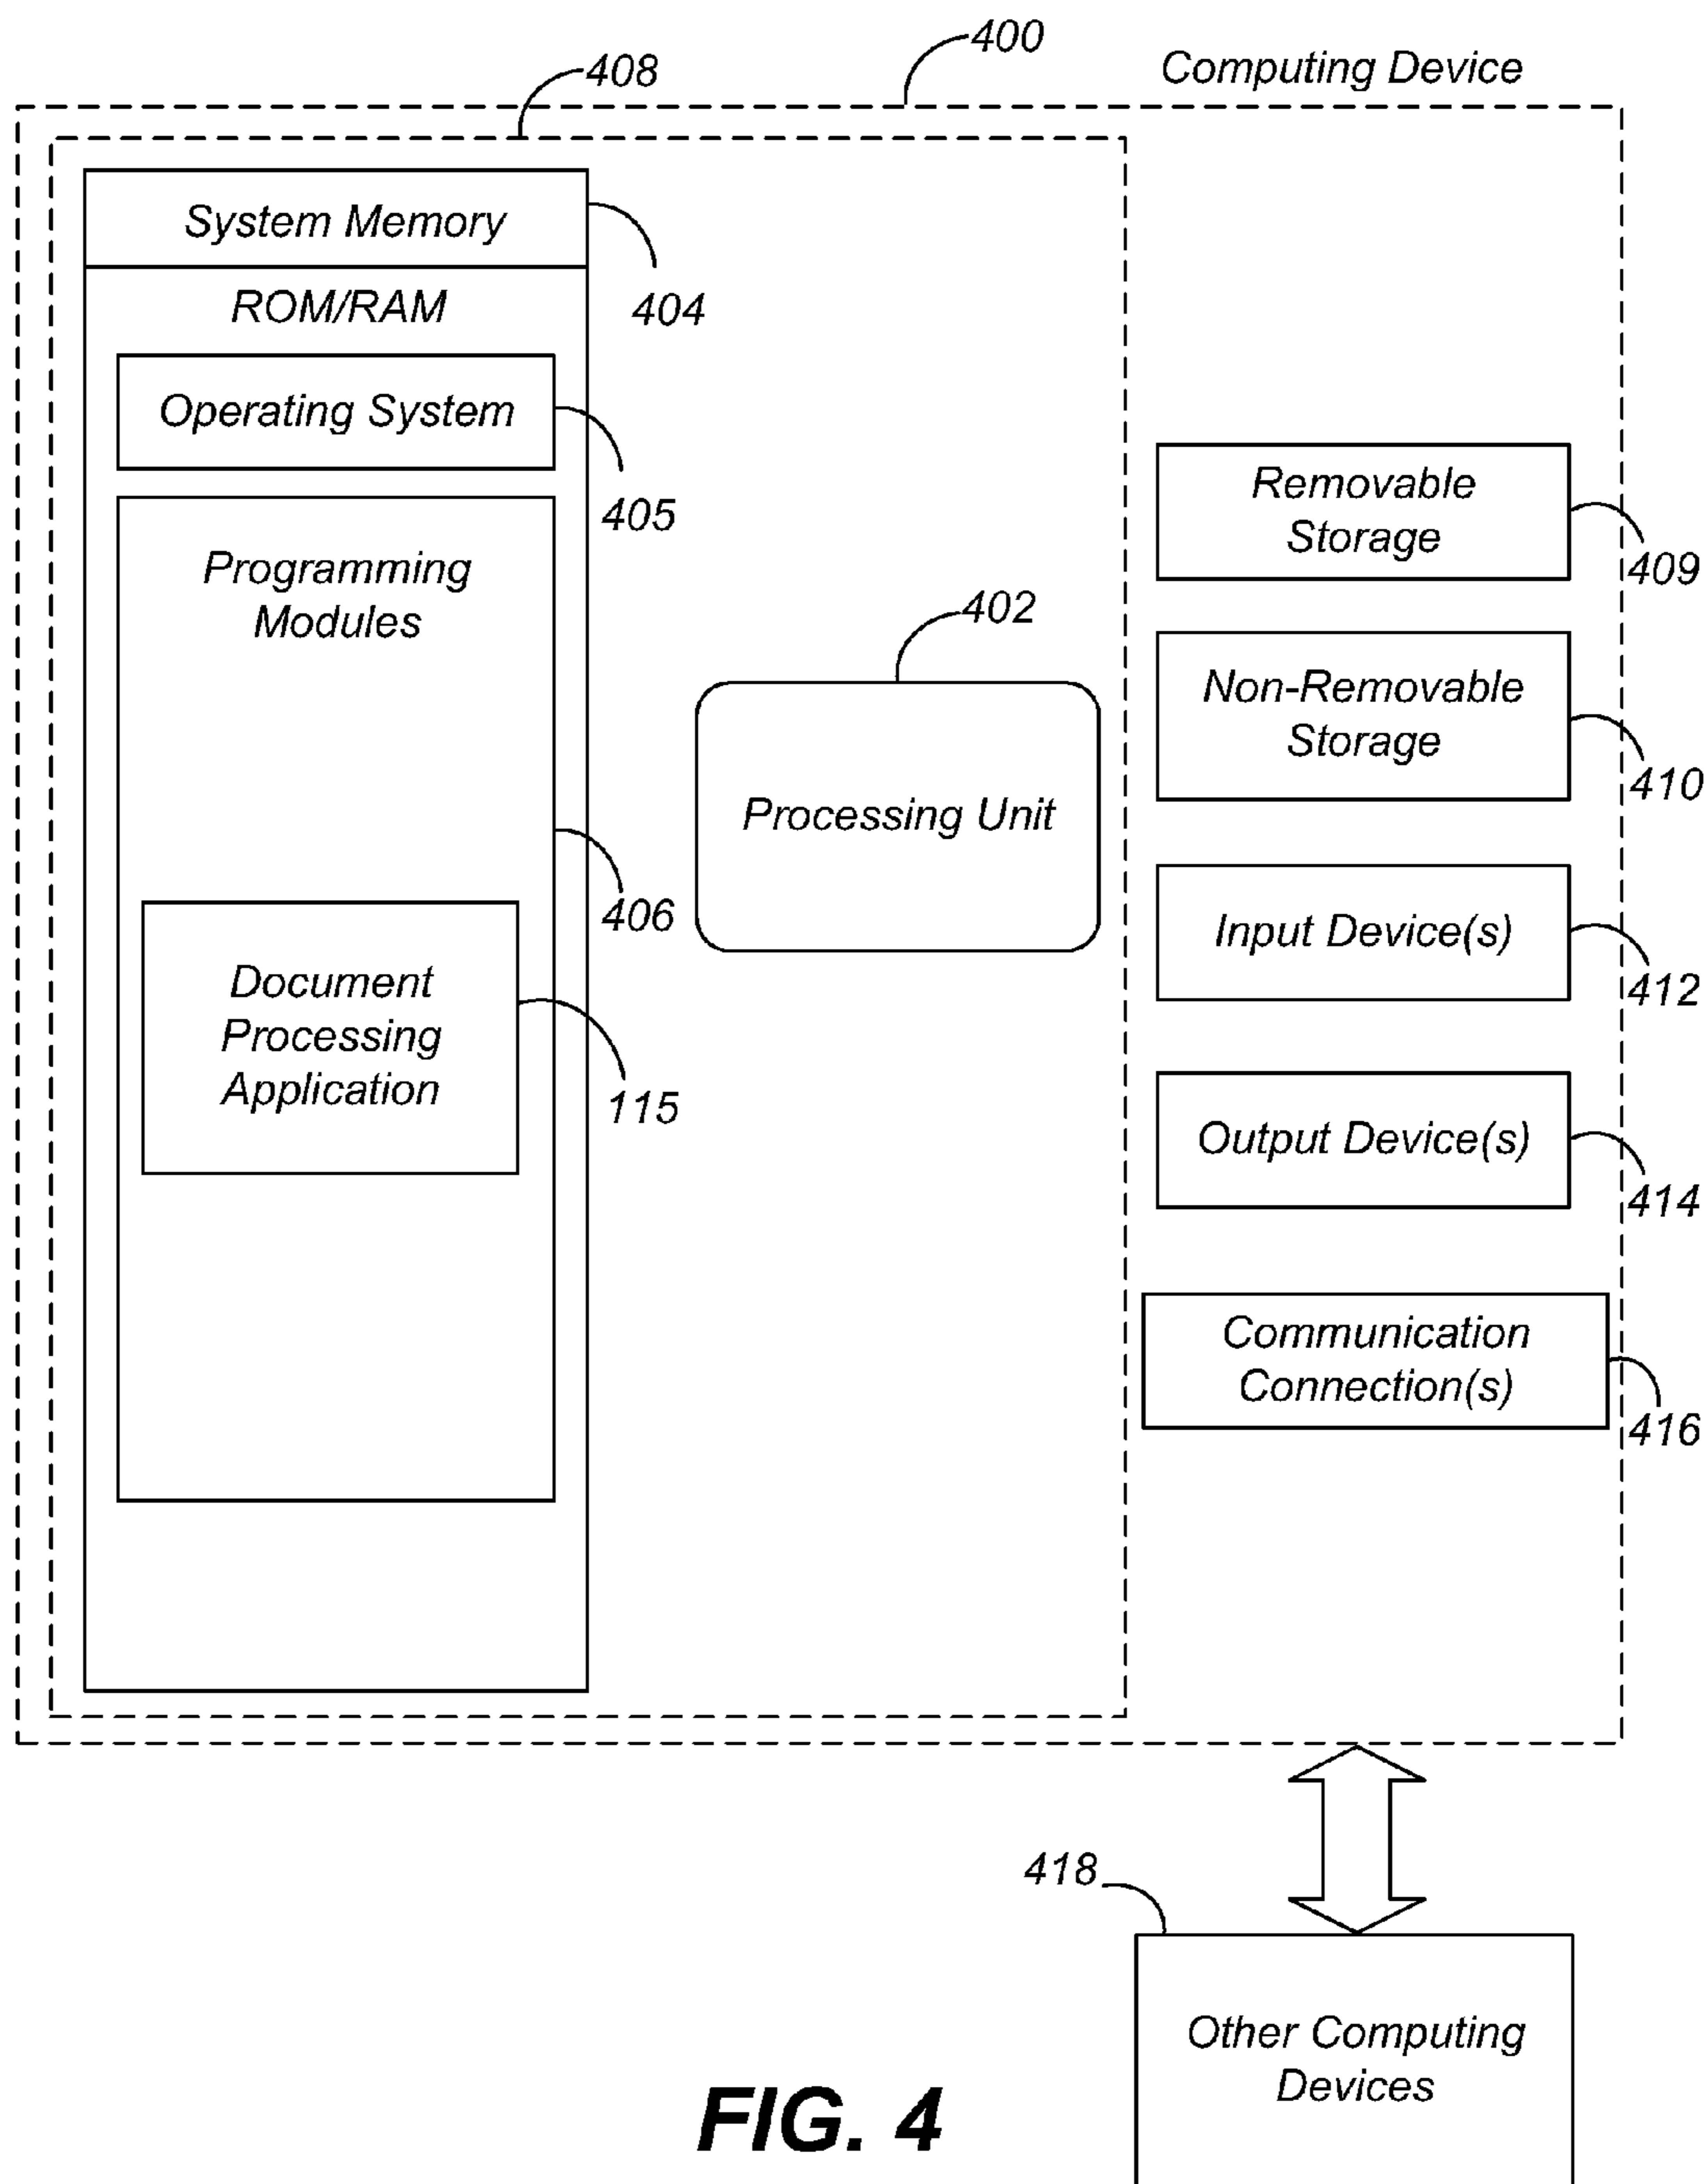 400
Computing Device
408
System Memory
404
ROM/RAM
Operating System
405
Programming
Modules
406
Document
Processing
Application
115
402
Processing Unit
Removable
Storage
409
Non-Removable
Storage
410
Input Device(s)
412
Output Device(s)
414
Communication
Connection(s)
416
418
Other Computing
Devices
FIG. 4